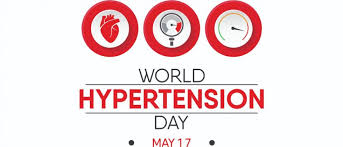 WORLD
HYPERTENSION
DAY
• MAY 17 •